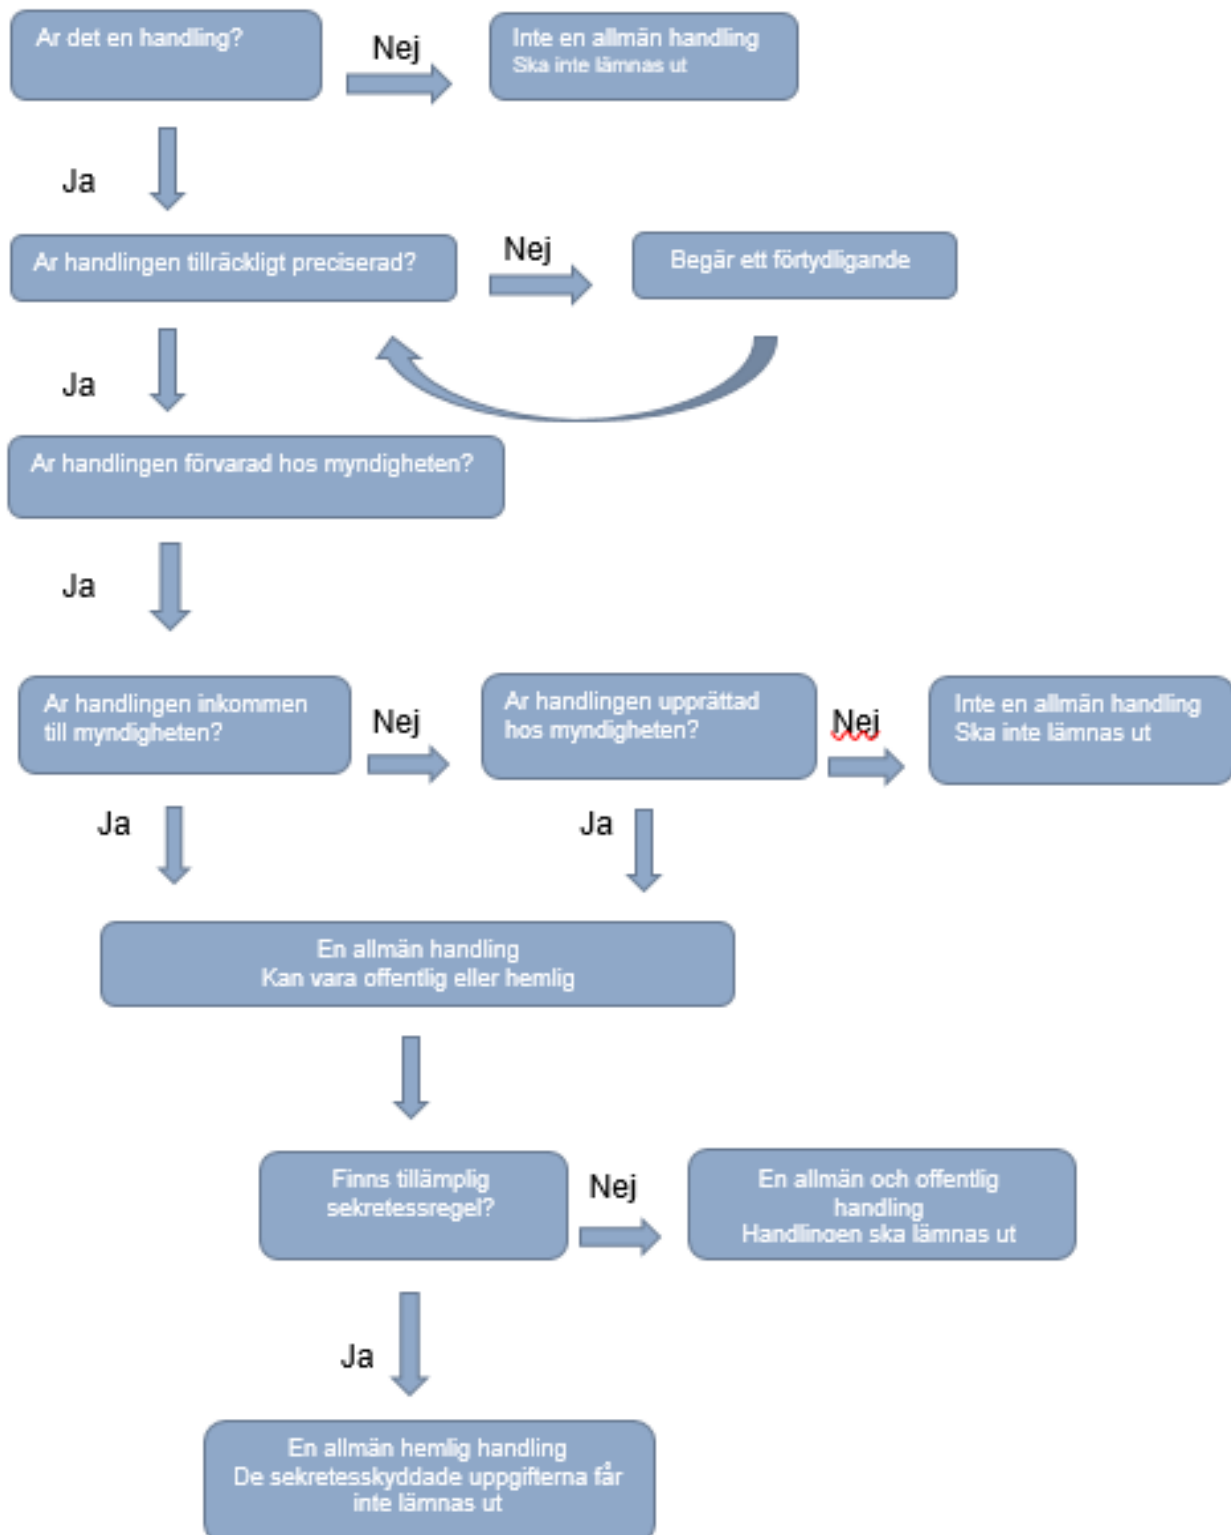 Är det en handling?
Nej
Inte en allmän handling
Ska inte lämnas ut
Ja
Är handlingen tillräckligt preciserad?
Nej
Begär ett förtydligande
Ja
Är handlingen förvarad hos myndigheten?
Ja
Är handlingen inkommen
till myndigheten?
Nej
Är handlingen upprättad
hos myndigheten?
Nej
Inte en allmän handling
Ska inte lämnas ut
Ja
Ja
En allmän handling
Kan vara offentlig eller hemlig
Finns tillämplig
sekretessregel?
Nej
En allmän och offentlig
handling
Handlingen ska lämnas ut
Ja
En allmän hemlig handling
De sekretesskyddade uppgifterna får
inte lämnas ut